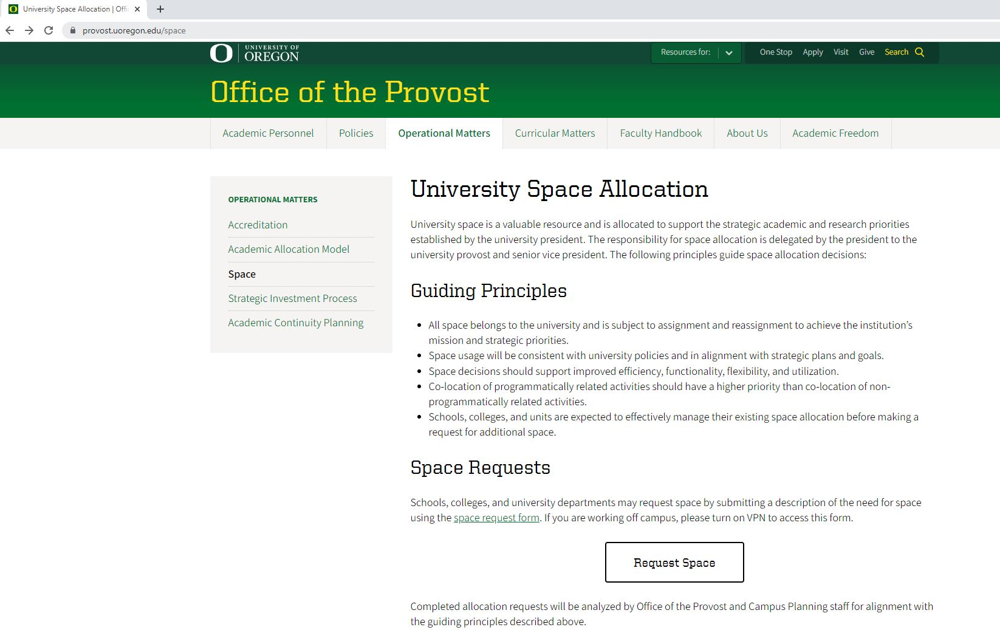 University Space Allocation | Offi
provost.uoregon.edu/space
UNIVERSITY OF
OREGON
Resources for:
One Stop Apply Visit Give Search
Office of the Provost
Academic Personnel Policies Operational Matters Curricular Matters Faculty Handbook About Us Academic Freedom
OPERATIONAL MATTERS
Accreditation
Academic Allocation Model
Space
Strategic Investment Process
Academic Continuity Planning
University Space Allocation
University space is a valuable resource and is allocated to support the strategic academic and research priorities
established by the university president. The responsibility for space allocation is delegated by the president to the
university provost and senior vice president. The following principles guide space allocation decisions:
Guiding Principles
• All space belongs to the university and is subject to assignment and reassignment to achieve the institution’s
mission and strategic priorities.
• Space usage will be consistent with university policies and in alignment with strategic plans and goals.
• Space decisions should support improved efficiency, functionality, flexibility, and utilization.
• Co-location of programmatically related activities should have a higher priority than co-location of non-
programmatically related activities.
• Schools, colleges, and units are expected to effectively manage their existing space allocation before making a
request for additional space.
Space Requests
Schools, colleges, and university departments may request space by submitting a description of the need for space
using the space request form. If you are working off campus, please turn on VPN to access this form.
Request Space
Completed allocation requests will be analyzed by Office of the Provost and Campus Planning staff for alignment with
the guiding principles described above.